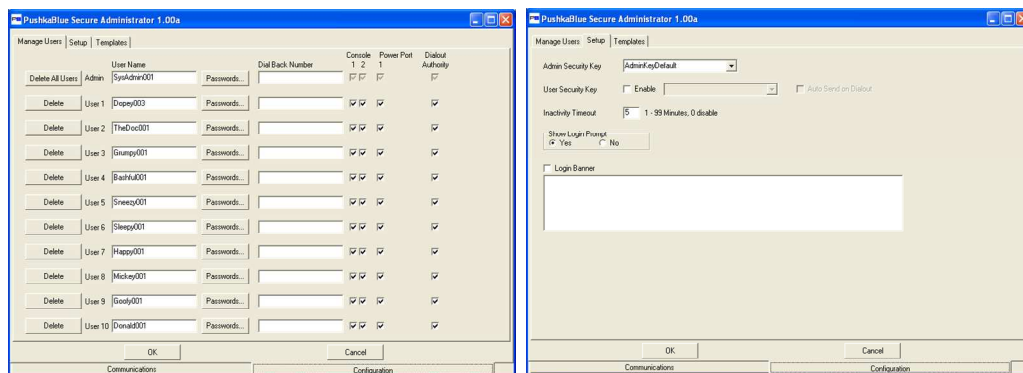 PushkaBlue Secure Administrator 1.00a
Manage Users Setup Templates
Console Power Port Dialout
User Name Dial Back Number 1 2 1 Authority
Delete All Users Admin SysAdmin001 Passwords...
Delete User 1 Dopey003 Passwords...
Delete User 2 TheDoc001 Passwords...
Delete User 3 Grumpy001 Passwords...
Delete User 4 Bashful001 Passwords...
Delete User 5 Sneezy001 Passwords...
Delete User 6 Sleepy001 Passwords...
Delete User 7 Happy001 Passwords...
Delete User 8 Mickey001 Passwords...
Delete User 9 Goofy001 Passwords...
Delete User 10 Donald001 Passwords...
OK Cancel
Communications Configuration
PushkaBlue Secure Administrator 1.00a
Manage Users Setup Templates
Admin Security Key AdminKeyDefault
User Security Key Enable Auto Send on Dialout
Inactivity Timeout 5 1 - 99 Minutes, 0 disable
Show Login Prompt
Yes No
Login Banner
OK Cancel
Communications Configuration